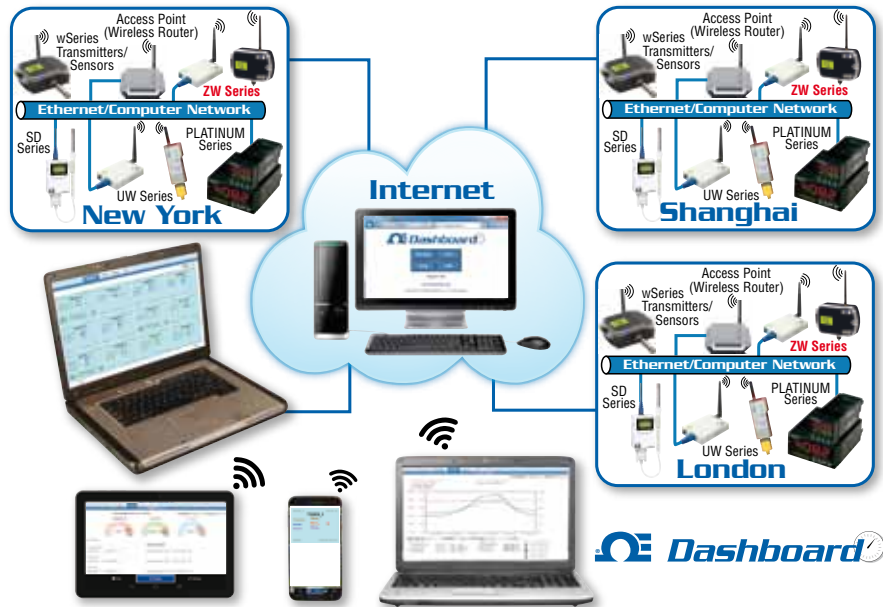 Access Point
(Wireless Router)
wSeries
Transmitters/
Sensors
ZW Series
Ethernet/Computer Network
SD
Series
PLATINUM
Series
UW Series
New York
Access Point
(Wireless Router)
wSeries
Transmitters/
Sensors
ZW Series
Ethernet/Computer Network
SD
Series
PLATINUM
Series
UW Series
Shanghai
Internet
Dashboard
Access Point
(Wireless Router)
wSeries
Transmitters/
Sensors
ZW Series
Ethernet/Computer Network
SD
Series
PLATINUM
Series
UW Series
London
Dashboard